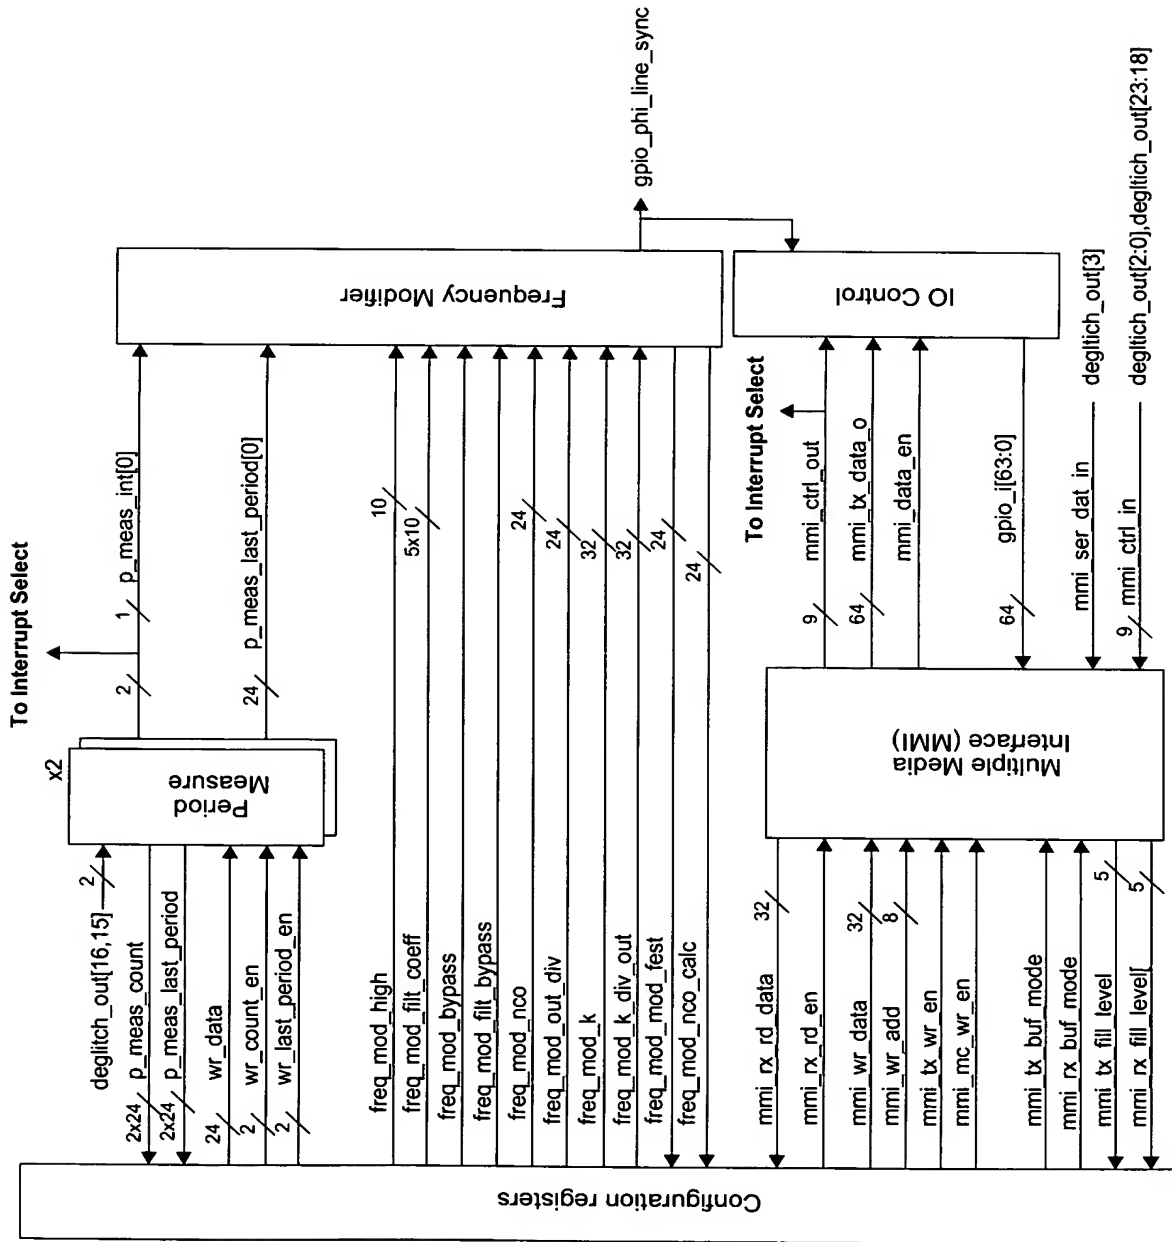 To Interrupt Select
x2
Period
Measure
deglitch_out[16,15]
2
2x24
p_meas_count
2x24
p_meas_last_period
24
wr_data
2
wr_count_en
2
wr_last_period_en
2
1
p_meas_int[0]
24
p_meas_last_period[0]
Frequency Modifier
freq_mod_high
10
freq_mod_filt_coeff
5x10
freq_mod_bypass
freq_mod_filt_bypass
freq_mod_nco
24
freq_mod_out_div
24
freq_mod_k
32
freq_mod_k_div_out
32
freq_mod_mod_fest
24
freq_mod_nco_calc
24
gpio_phi_line_sync
IO Control
To Interrupt Select
mmi_ctrl_out
9
mmi_tx_data_o
64
mmi_data_en
gpio_i[63:0]
64
mmi_ser_dat_in
degltich_out[3]
mmi_ctrl_in
9
degltich_out[2:0],degltich_out[23:18]
Multiple Media
Interface (MMI)
mmi_rx_rd_data
32
mmi_rx_rd_en
mmi_wr_data
32
mmi_wr_add
8
mmi_tx_wr_en
mmi_mc_wr_en
mmi_tx_buf_mode
mmi_rx_buf_mode
mmi_tx_fill_level
5
mmi_rx_fill_level[
5
Configuration registers